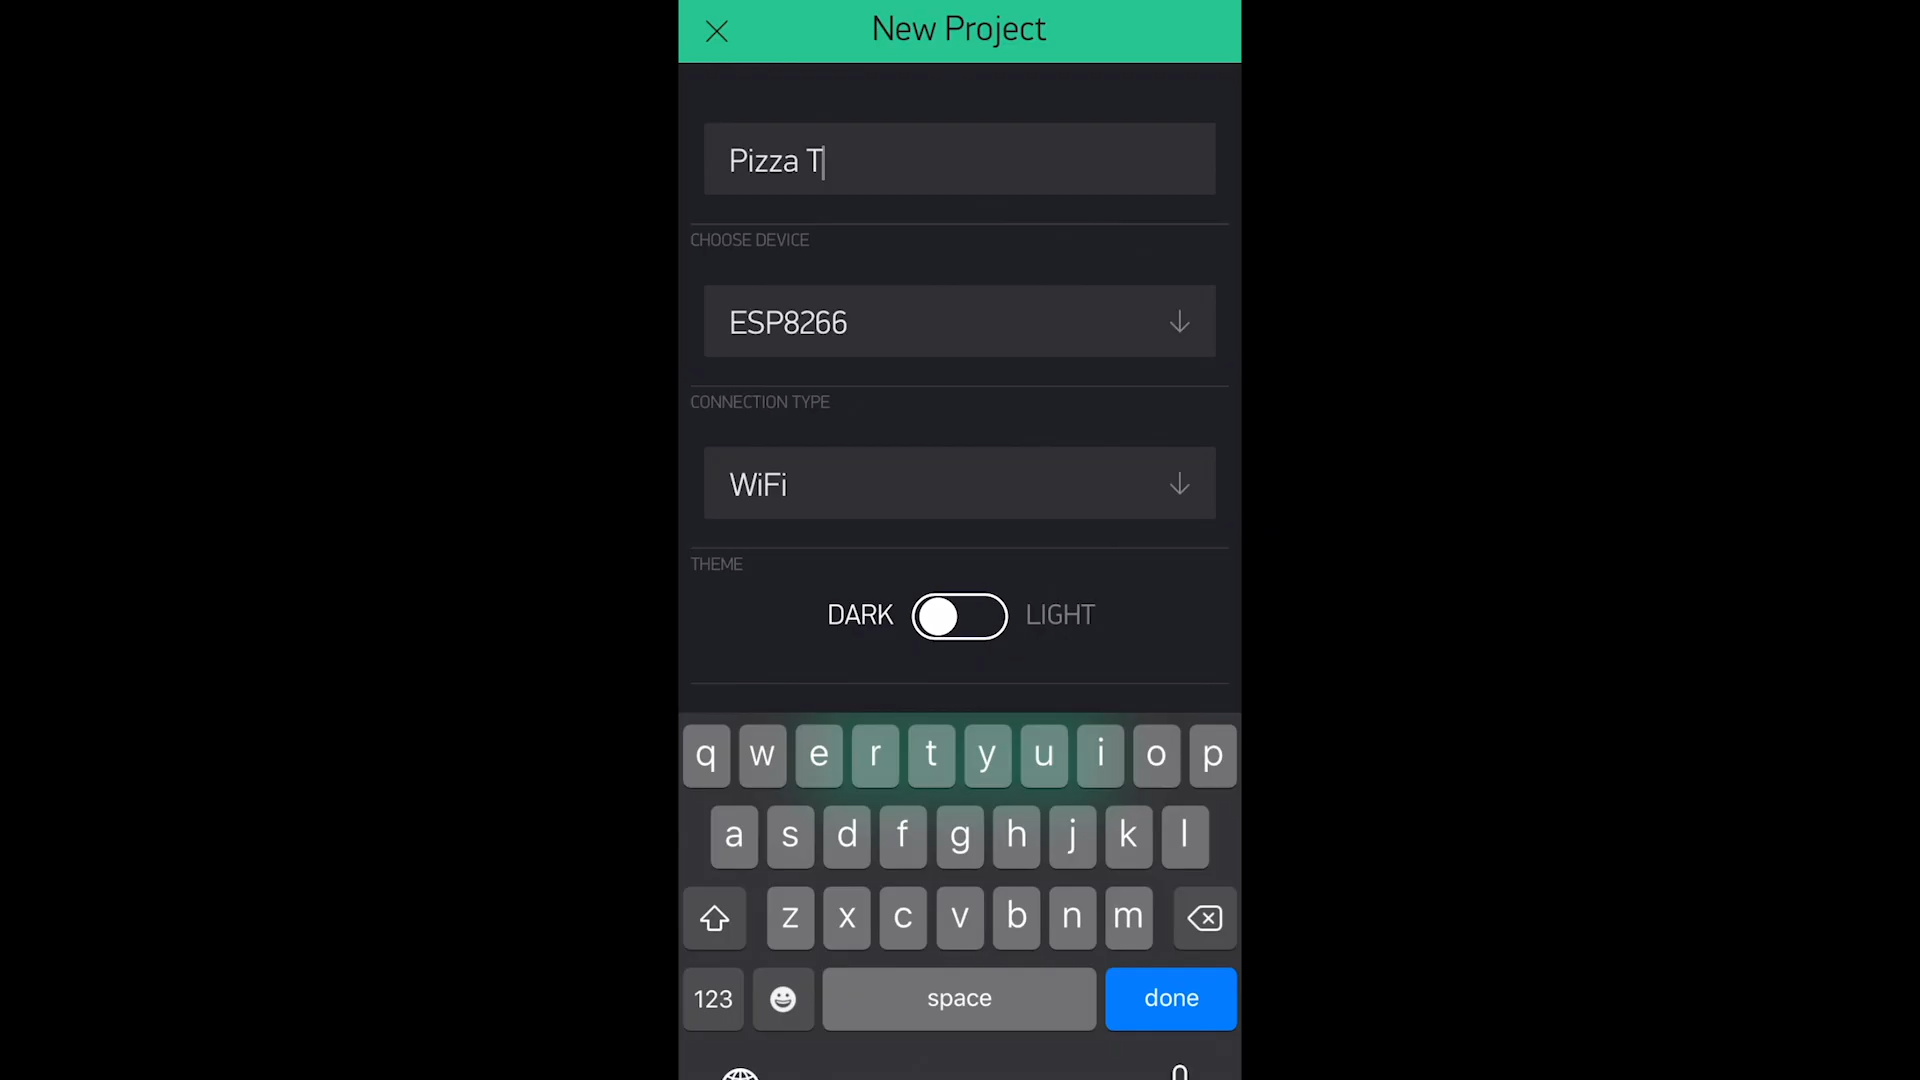 New Project
Pizza T
CHOOSE DEVICE
ESP8266
CONNECTION TYPE
WiFi
THEME
DARK LIGHT
q w e r t y u i o p
a s d f g h j k l
z x c v b n m
123 space done